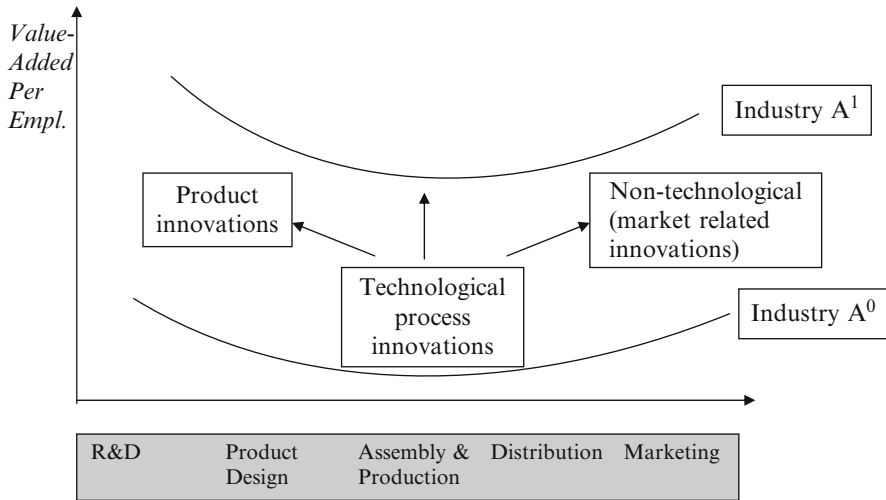 Value-
Added
Per
Empl.
Industry A¹
Product
innovations
Non-technological
(market related
innovations)
Technological
process
innovations
Industry A⁰
R&D
Product
Design
Assembly &
Production
Distribution
Marketing